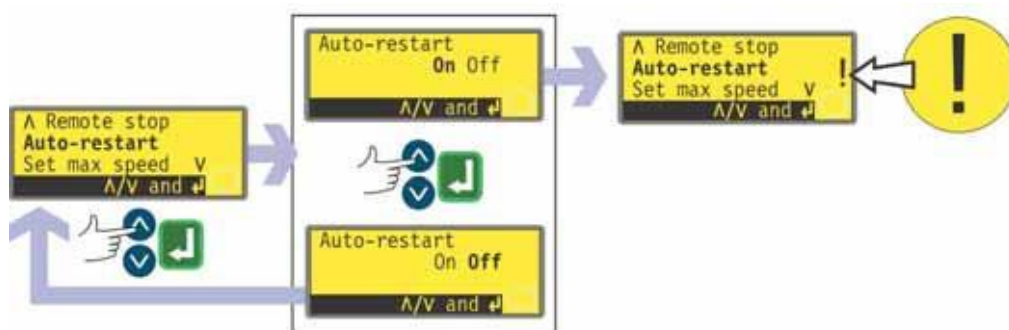 Λ Remote stop
Auto-restart
Set max speed V
Λ/V and ↲
Auto-restart
On Off
Λ/V and ↲
Auto-restart
On Off
Λ/V and ↲
Λ Remote stop
Auto-restart !
Set max speed V
Λ/V and ↲
!